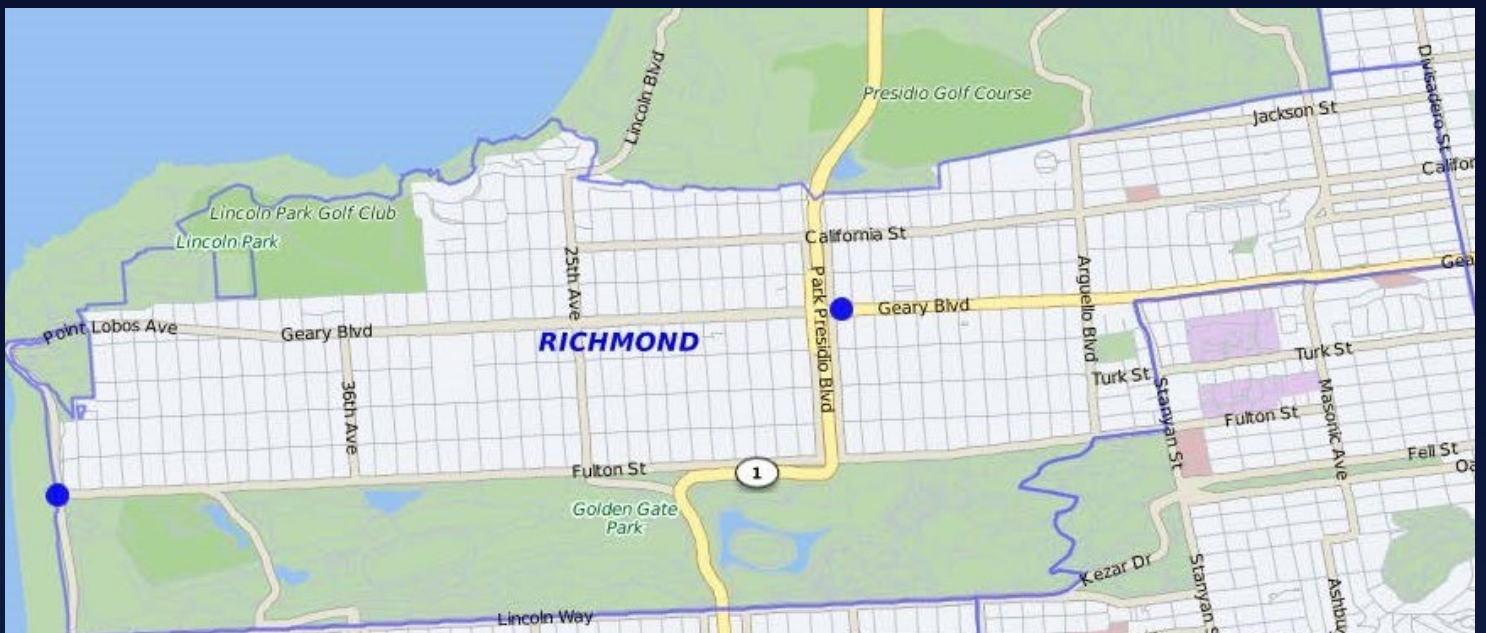 Lincoln Blvd
Presidio Golf Course
Divisadero St
Jackson St
Califor
Lincoln Park Golf Club
Lincoln Park
California St
25th Ave
Park Presidio Blvd
Arguello Blvd
Gea
Point Lobos Ave
Geary Blvd
Geary Blvd
RICHMOND
36th Ave
Turk St
Turk St
Stanyan St
Masonic Ave
Fulton St
Fulton St
1
Fell St
Oa
Golden Gate
Park
Kezar Dr
Stanyan S
Ashbu
Lincoln Way